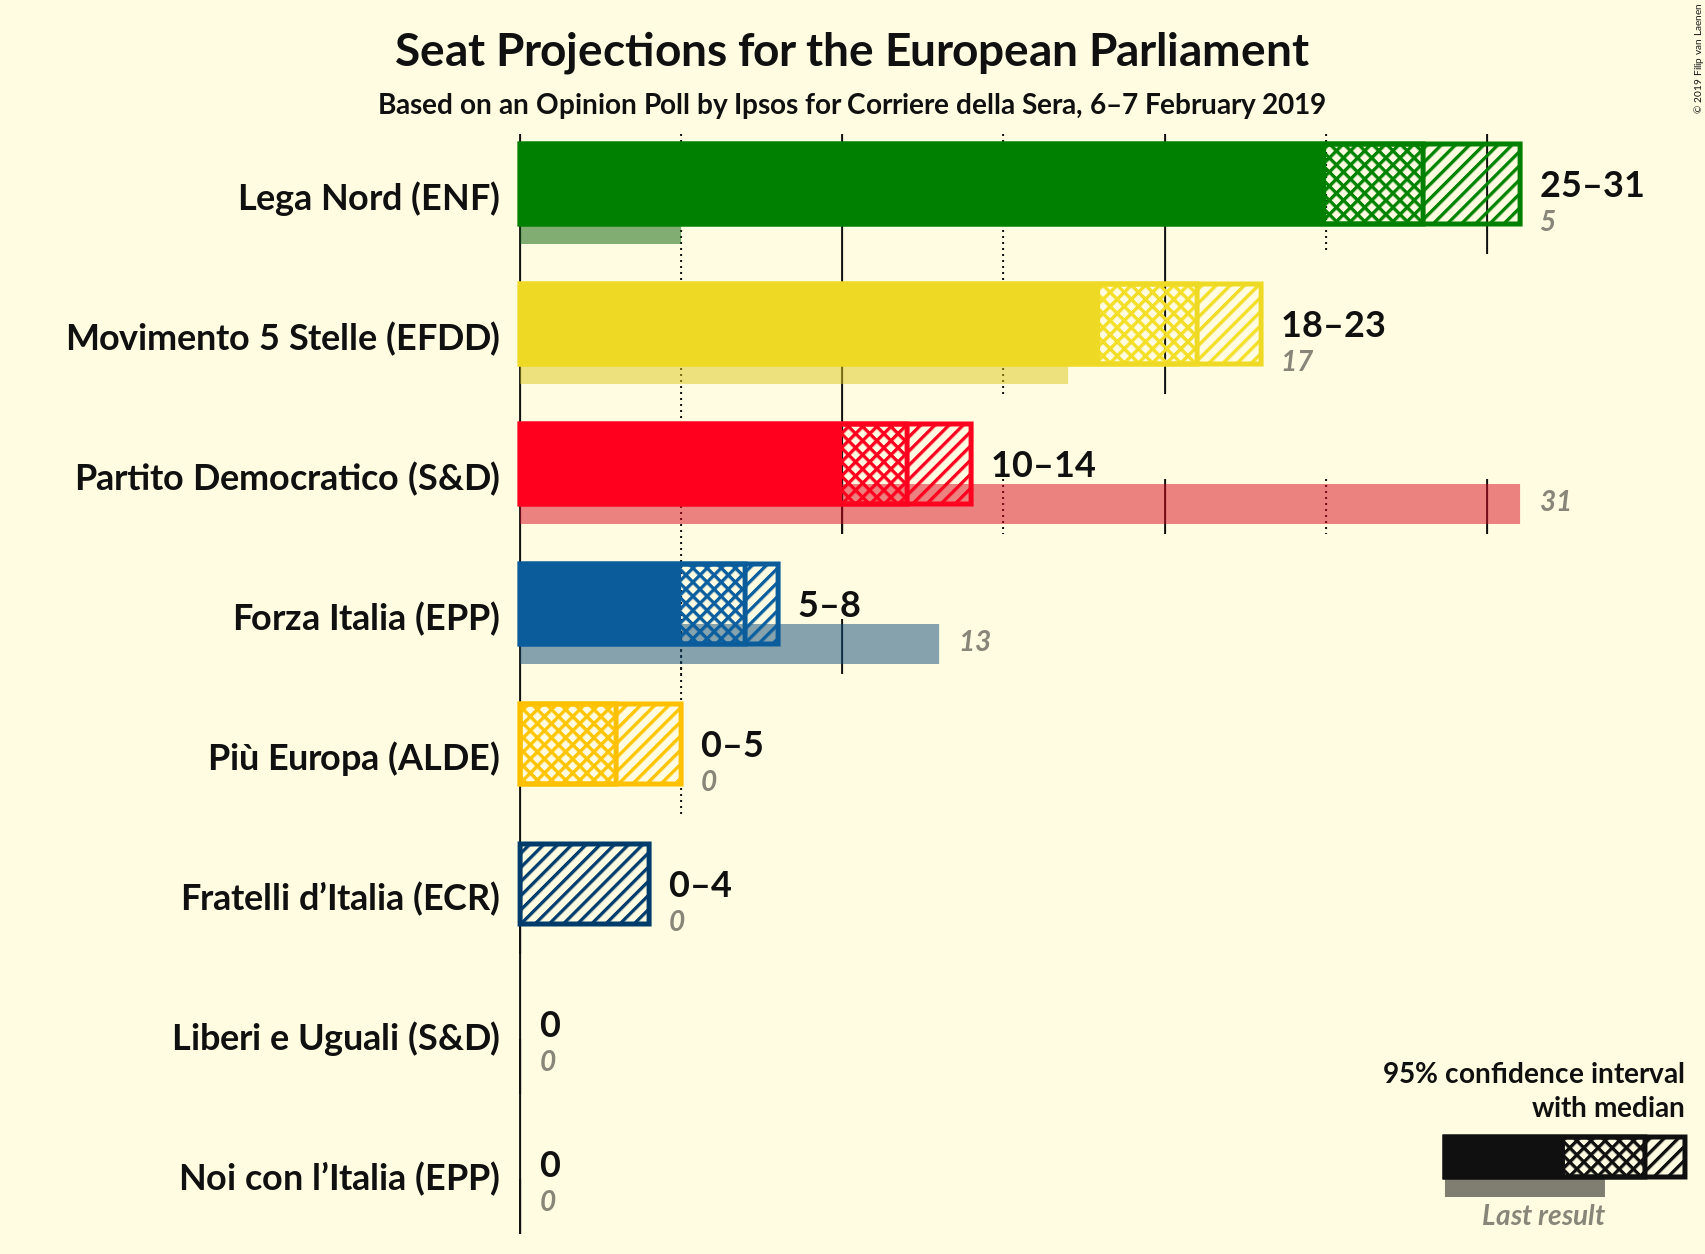 Seat Projections for the European Parliament
Based on an Opinion Poll by Ipsos for Corriere della Sera, 6–7 February 2019
© 2019 Filip van Laenen
Lega Nord (ENF)
25–31
5
Movimento 5 Stelle (EFDD)
18–23
17
Partito Democratico (S&D)
10–14
31
Forza Italia (EPP)
5–8
13
Più Europa (ALDE)
0–5
0
Fratelli d’Italia (ECR)
0–4
0
Liberi e Uguali (S&D)
0
0
Noi con l’Italia (EPP)
0
0
95% confidence interval
with median
Last result